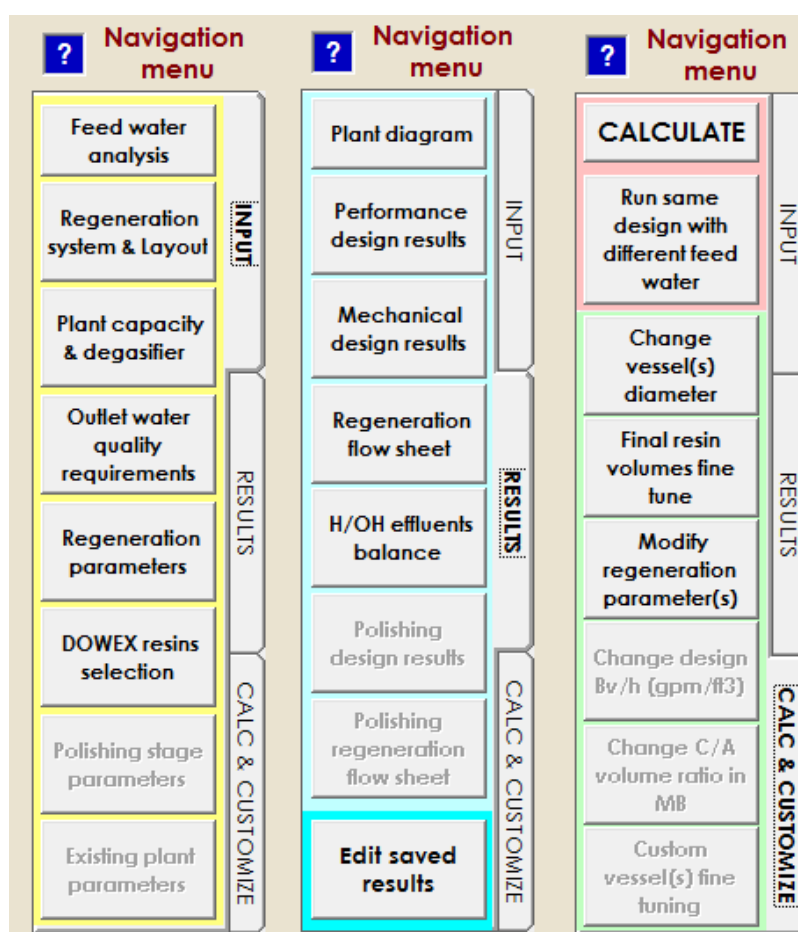 ?
Navigation
menu
Feed water
analysis
Regeneration
system & Layout
Plant capacity
& degasifier
Outlet water
quality
requirements
Regeneration
parameters
DOWEX resins
selection
Polishing stage
parameters
Existing plant
parameters
INPUT
RESULTS
CALC & CUSTOMIZE
?
Navigation
menu
Plant diagram
Performance
design results
Mechanical
design results
Regeneration
flow sheet
H/OH effluents
balance
Polishing
design results
Polishing
regeneration
flow sheet
Edit saved
results
INPUT
RESULTS
CALC & CUSTOMIZE
?
Navigation
menu
CALCULATE
Run same
design with
different feed
water
Change
vessel(s)
diameter
Final resin
volumes fine
tune
Modify
regeneration
parameter(s)
Change design
Bv/h (gpm/ft3)
Change C/A
volume ratio in
MB
Custom
vessel(s) fine
tuning
INPUT
RESULTS
CALC & CUSTOMIZE